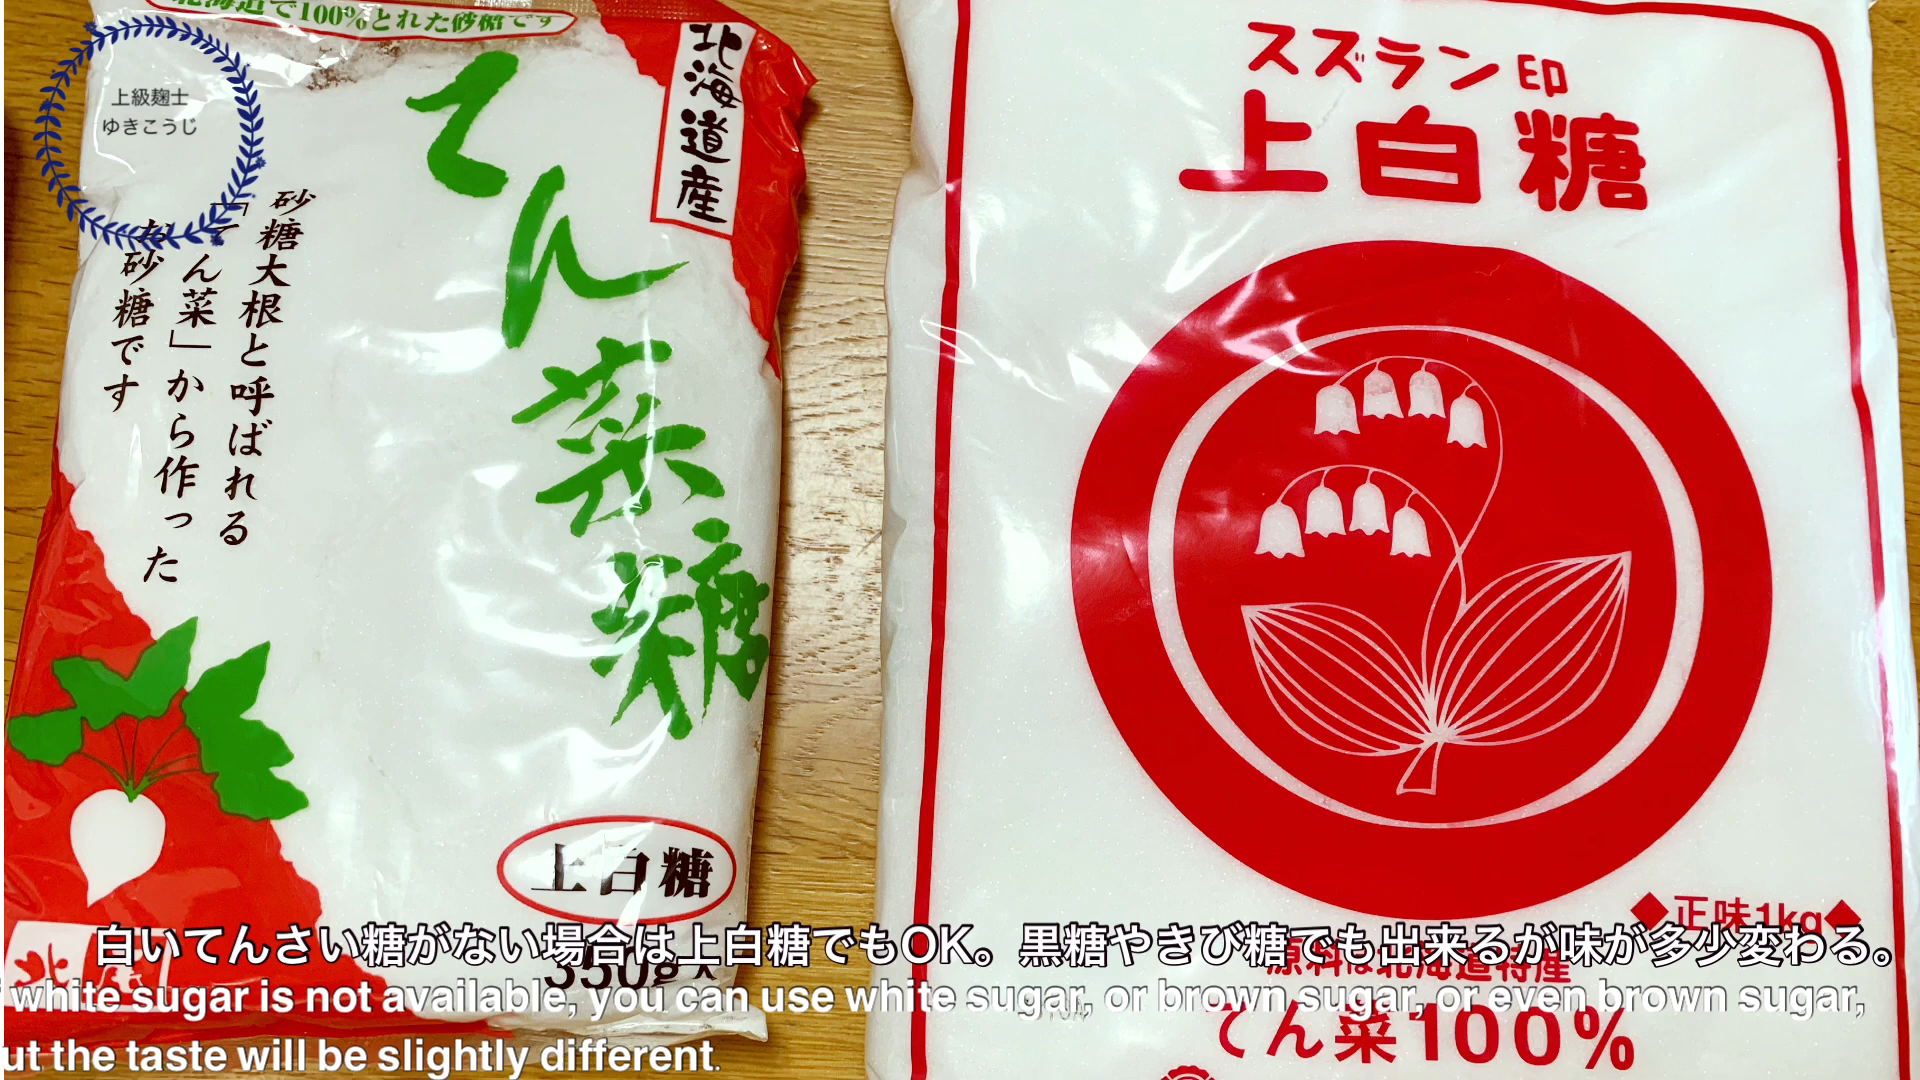 北海道で100%とれた砂糖です
上級麹士
ゆきこうじ
北海道産
てん菜糖
砂糖大根と呼ばれる
「てん菜」から作った
お砂糖です
上白糖
350g入
スズラン印
上白糖
◆正味1kg◆
原料は北海道特産
てん菜100%
白いてんさい糖がない場合は上白糖でもOK。黒糖やきび糖でも出来るが味が多少変わる。
white sugar is not available, you can use white sugar, or brown sugar, or even brown sugar,
ut the taste will be slightly different.